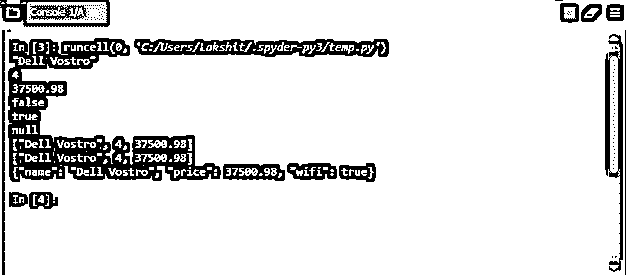 Console 1/A
In [3]: runcell(0, 'C:/Users/Lakshit/.spyder-py3/temp.py')
"Dell Vostro"
4
37500.98
false
true
null
["Dell Vostro", 4, 37500.98]
["Dell Vostro", 4, 37500.98]
{"name": "Dell Vostro", "price": 37500.98, "wifi": true}
In [4]: